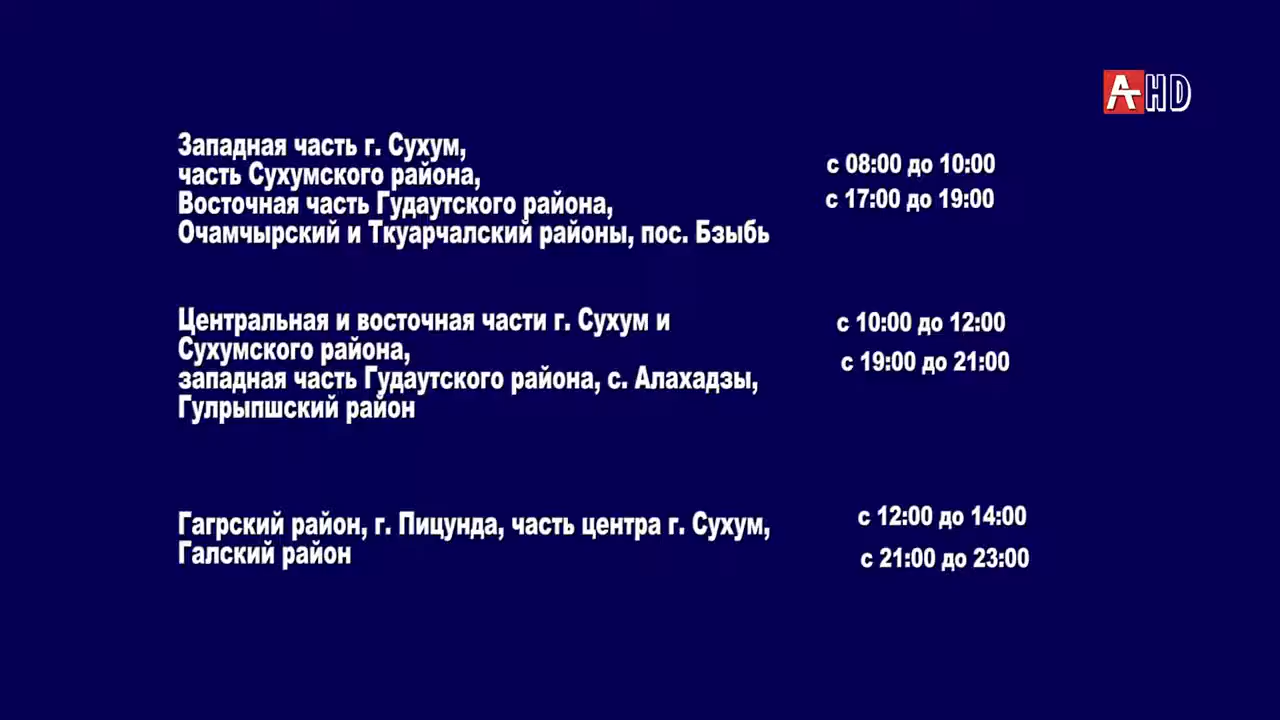 АHD
Западная часть г. Сухум,
часть Сухумского района,
Восточная часть Гудаутского района,
Очамчырский и Ткуарчалский районы, пос. Бзыбь
с 08:00 до 10:00
с 17:00 до 19:00
Центральная и восточная части г. Сухум и
Сухумского района,
западная часть Гудаутского района, с. Алахадзы,
Гулрыпшский район
с 10:00 до 12:00
с 19:00 до 21:00
Гагрский район, г. Пицунда, часть центра г. Сухум,
Галский район
с 12:00 до 14:00
с 21:00 до 23:00